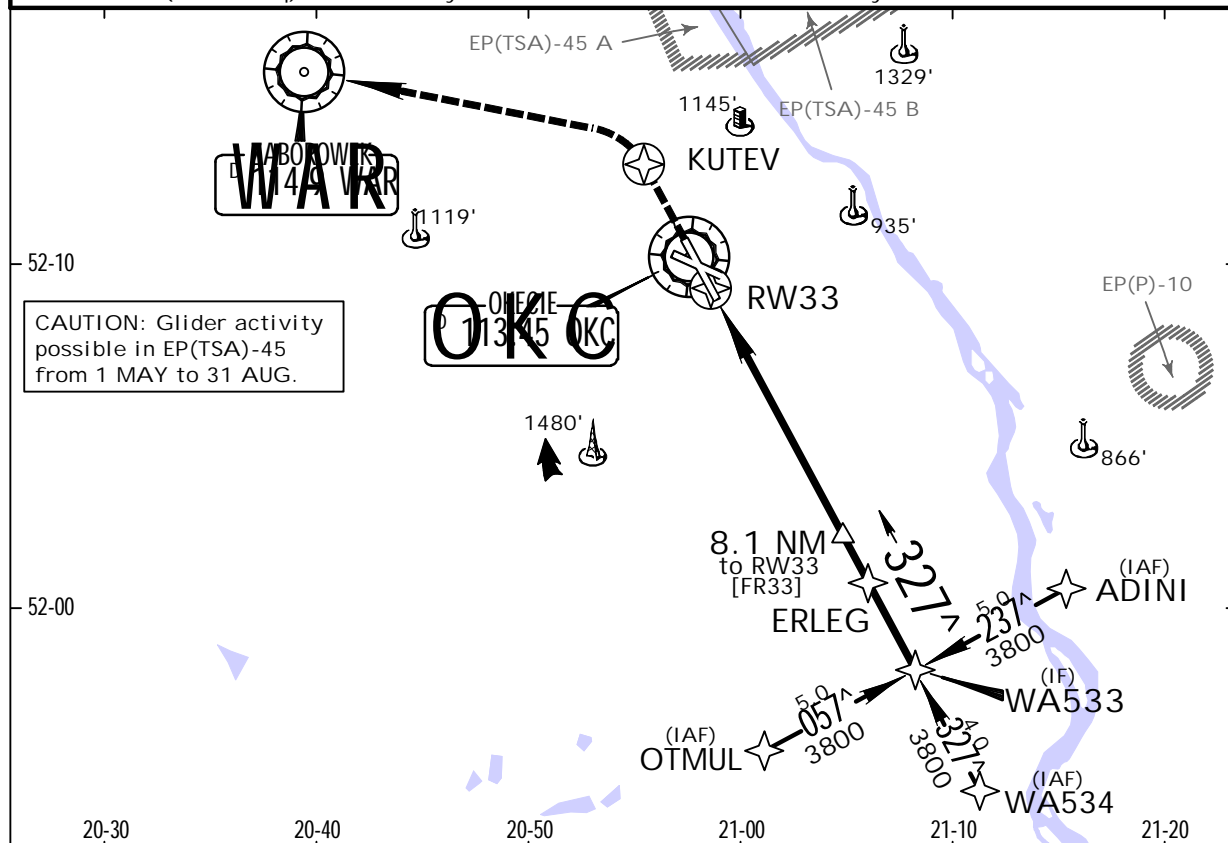 EP(TSA)-45 A
1329'
EP(TSA)-45 B
1145'
KUTEV
ZABOROWEK
D 114.9 WAR
WAR
1119'
935'
52-10
EP(P)-10
RW33
OKECIE
D 113.45 OKC
OKC
CAUTION: Glider activity
possible in EP(TSA)-45
from 1 MAY to 31 AUG.
1480'
866'
8.1 NM
to RW33
[FR33]
327^
(IAF)
ADINI
5.0
237^
3800
52-00
ERLEG
(IF)
WA533
5.0
057^
3800
(IAF)
OTMUL
4.0
327^
3800
(IAF)
WA534
20-30
20-40
20-50
21-00
21-10
21-20